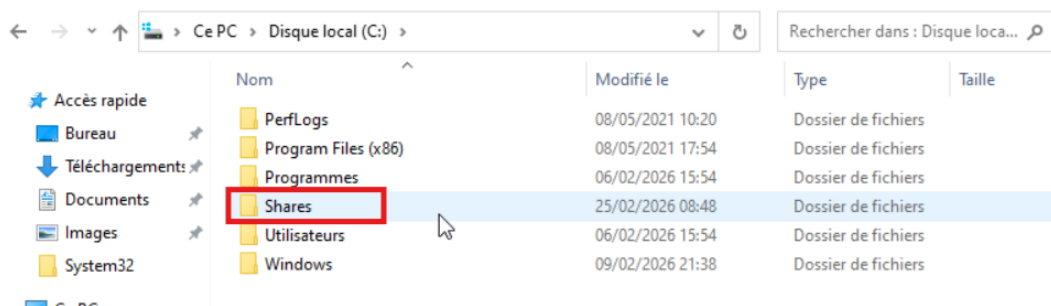 Ce PC > Disque local (C:) >
Rechercher dans : Disque loca...
Nom Modifié le Type Taille
Accès rapide
Bureau
Téléchargements
Documents
Images
System32
PerfLogs 08/05/2021 10:20 Dossier de fichiers
Program Files (x86) 08/05/2021 17:54 Dossier de fichiers
Programmes 06/02/2026 15:54 Dossier de fichiers
Shares 25/02/2026 08:48 Dossier de fichiers
Utilisateurs 06/02/2026 15:54 Dossier de fichiers
Windows 09/02/2026 21:38 Dossier de fichiers